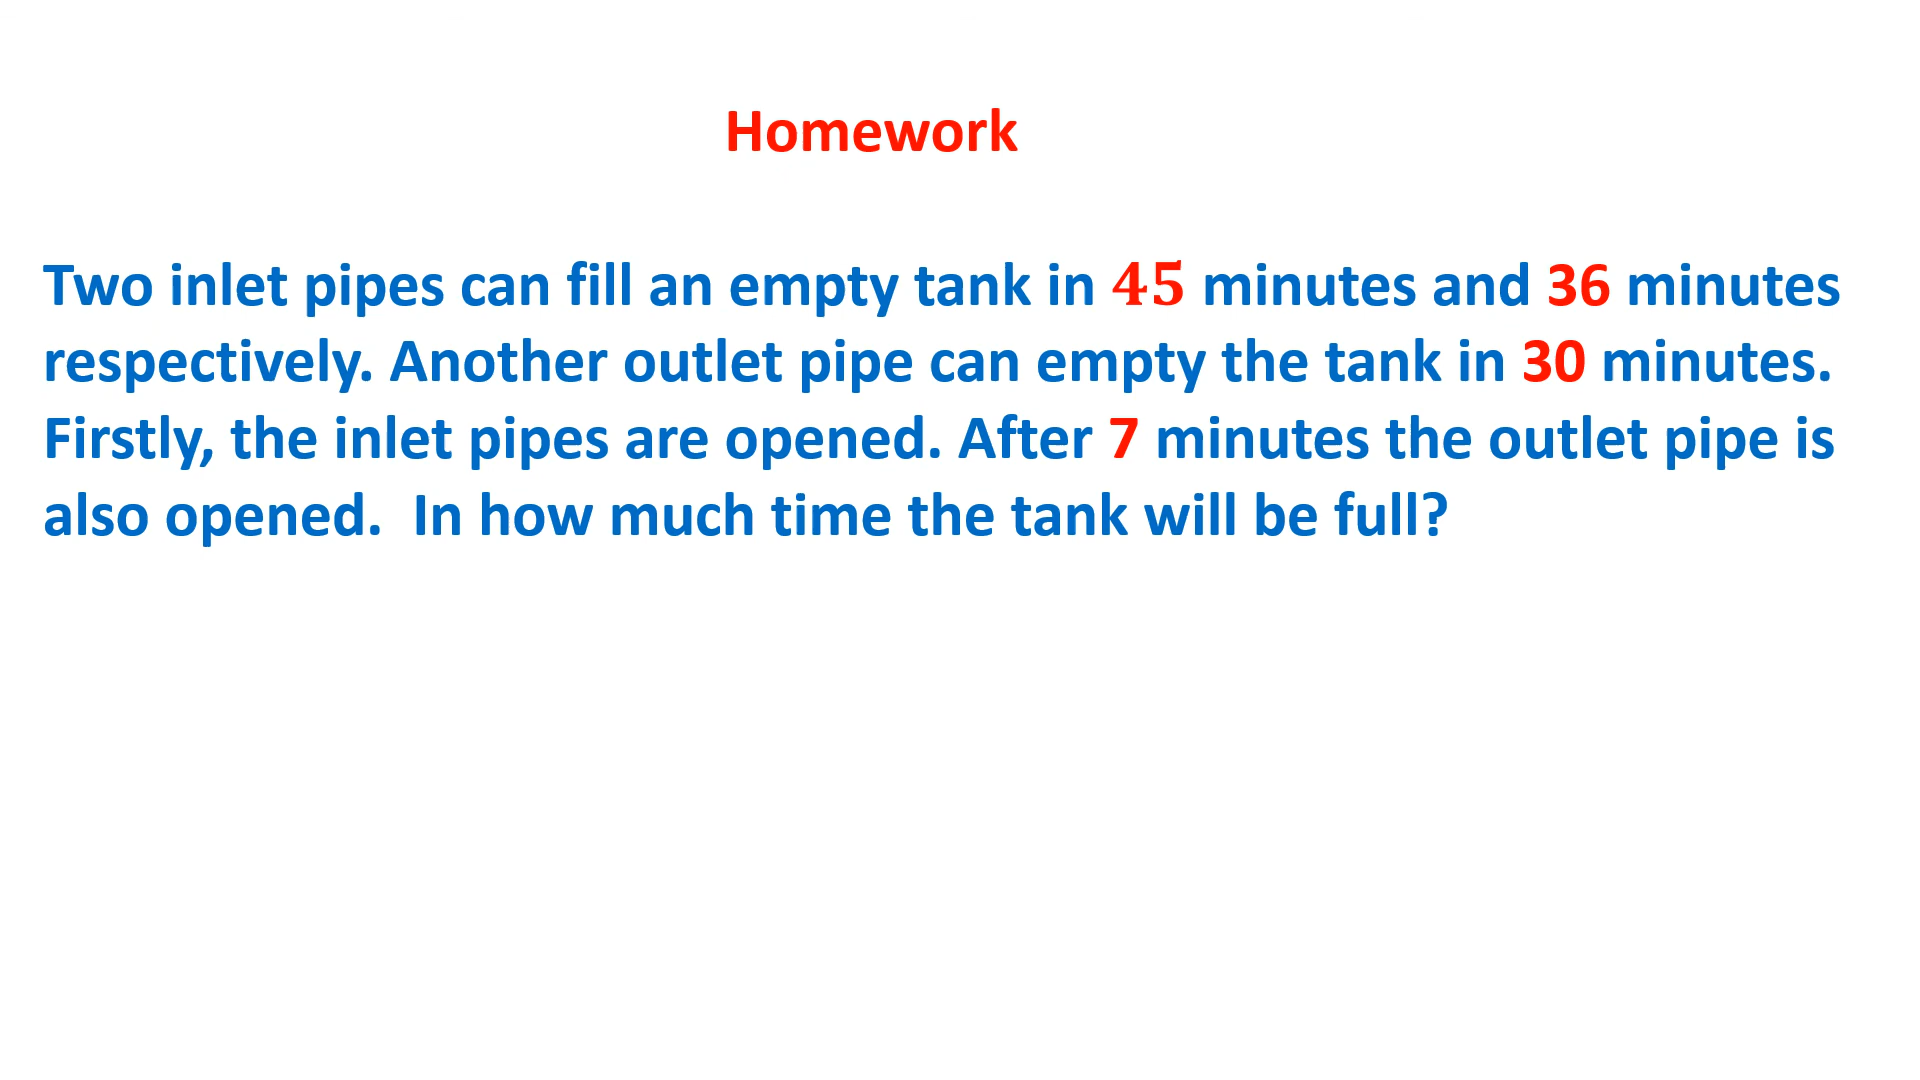 Homework
Two inlet pipes can fill an empty tank in 45 minutes and 36 minutes
respectively. Another outlet pipe can empty the tank in 30 minutes.
Firstly, the inlet pipes are opened. After 7 minutes the outlet pipe is
also opened.  In how much time the tank will be full?